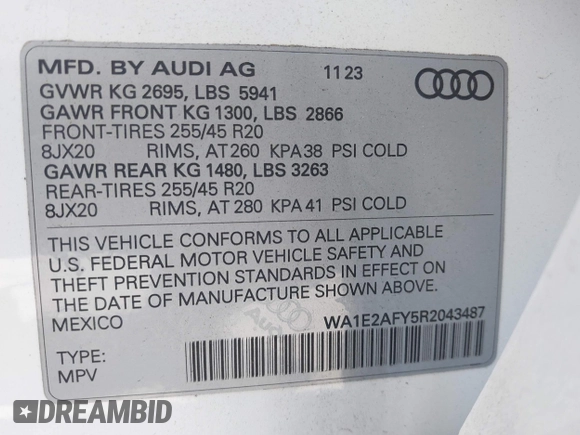 MFD. BY AUDI AG 11 23
GVWR KG 2695, LBS 5941
GAWR FRONT KG 1300, LBS 2866
FRONT-TIRES 255/45 R20
8JX20 RIMS, AT 260 KPA 38 PSI COLD
GAWR REAR KG 1480, LBS 3263
REAR-TIRES 255/45 R20
8JX20 RIMS, AT 280 KPA 41 PSI COLD
THIS VEHICLE CONFORMS TO ALL APPLICABLE
U.S. FEDERAL MOTOR VEHICLE SAFETY AND
THEFT PREVENTION STANDARDS IN EFFECT ON
THE DATE OF MANUFACTURE SHOWN ABOVE.
MEXICO
WA1E2AFY5R2043487
Audi
TYPE:
MPV
DREAMBID